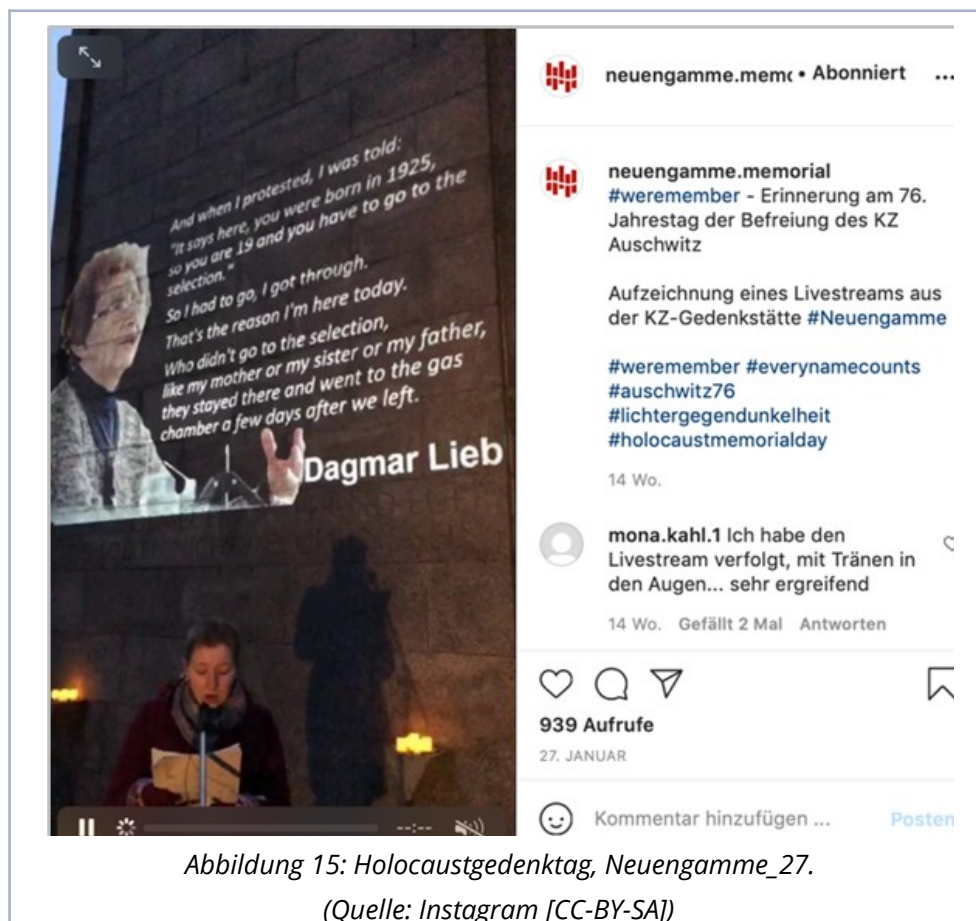 And when I protested, I was told:
"It says here, you were born in 1925,
so you are 19 and you have to go to the
selection."
So I had to go, I got through.
That's the reason I'm here today.
Who didn't go to the selection,
like my mother or my sister or my father,
they stayed there and went to the gas
chamber a few days after we left.
Dagmar Lieb
--:--
neuengamme.memo • Abonniert ...
neuengamme.memorial
#weremember - Erinnerung am 76.
Jahrestag der Befreiung des KZ
Auschwitz
Aufzeichnung eines Livestreams aus
der KZ-Gedenkstätte #Neuengamme
#weremember #everynamecounts
#auschwitz76
#lichtergegendunkelheit
#holocaustmemorialday
14 Wo.
mona.kahl.1 Ich habe den
Livestream verfolgt, mit Tränen in
den Augen... sehr ergreifend
14 Wo. Gefällt 2 Mal Antworten
939 Aufrufe
27. JANUAR
Kommentar hinzufügen ... Posten
Abbildung 15: Holocaustgedenktag, Neuengamme_27.
(Quelle: Instagram [CC-BY-SA])